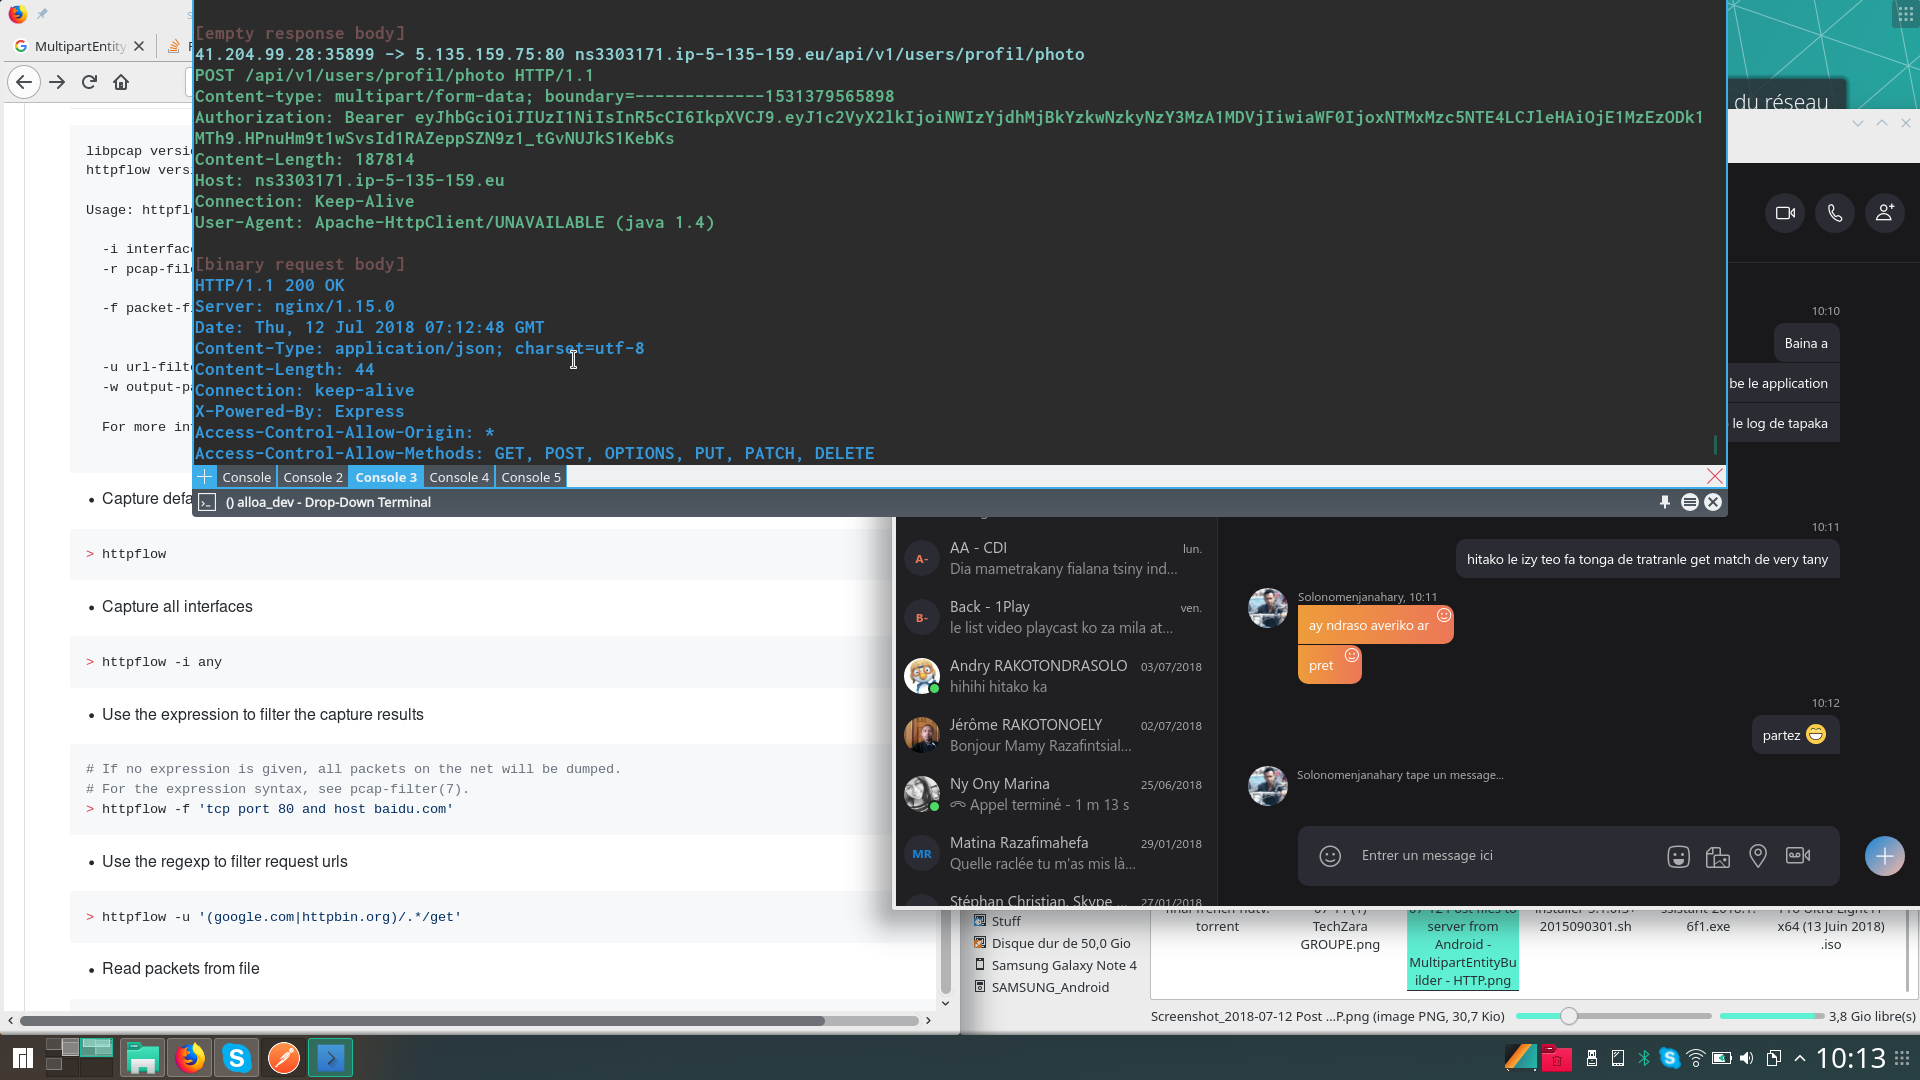 [empty response body]
41.204.99.28:35899 -> 5.135.159.75:80 ns3303171.ip-5-135-159.eu/api/v1/users/profil/photo
POST /api/v1/users/profil/photo HTTP/1.1
Content-type: multipart/form-data; boundary=-------------1531379565898
Authorization: Bearer eyJhbGciOiJIUzI1NiIsInR5cCI6IkpXVCJ9.eyJ1c2VyX2lkIjoiNWIzYjdhMjBkYzkwNzkyNzY3MzA1MDVjIiwiaWF0IjoxNTMxMzc5NTE4LCJleHAiOjE1MzEzODk1
MTh9.HPnuHm9t1wSvsId1RAZeppSZN9z1_tGvNUJkS1KebKs
Content-Length: 187814
Host: ns3303171.ip-5-135-159.eu
Connection: Keep-Alive
User-Agent: Apache-HttpClient/UNAVAILABLE (java 1.4)
[binary request body]
HTTP/1.1 200 OK
Server: nginx/1.15.0
Date: Thu, 12 Jul 2018 07:12:48 GMT
Content-Type: application/json; charset=utf-8
Content-Length: 44
Connection: keep-alive
X-Powered-By: Express
Access-Control-Allow-Origin: *
Access-Control-Allow-Methods: GET, POST, OPTIONS, PUT, PATCH, DELETE
Console
Console 2
Console 3
Console 4
Console 5
() alloa_dev - Drop-Down Terminal
MultipartEntity
libpcap versi
httpflow vers
Usage: httpfl
-i interfac
-r pcap-fil
-f packet-f
-u url-filt
-w output-p
For more in
• Capture defa
> httpflow
• Capture all interfaces
> httpflow -i any
• Use the expression to filter the capture results
# If no expression is given, all packets on the net will be dumped.
# For the expression syntax, see pcap-filter(7).
> httpflow -f 'tcp port 80 and host baidu.com'
• Use the regexp to filter request urls
> httpflow -u '(google.com|httpbin.org)/.*/get'
• Read packets from file
du réseau
10:10
Baina a
be le application
le log de tapaka
10:11
hitako le izy teo fa tonga de tratranle get match de very tany
Solonomenjanahary, 10:11
ay ndraso averiko ar
pret
10:12
partez
Solonomenjanahary tape un message...
Entrer un message ici
A-
AA - CDI
lun.
Dia mametrakany fialana tsiny ind...
B-
Back - 1Play
ven.
le list video playcast ko za mila at...
Andry RAKOTONDRASOLO
03/07/2018
hihihi hitako ka
Jérôme RAKOTONOELY
02/07/2018
Bonjour Mamy Razafintsial...
Ny Ony Marina
25/06/2018
Appel terminé - 1 m 13 s
MR
Matina Razafimahefa
29/01/2018
Quelle raclée tu m'as mis là...
Stéphan Christian, Skype ...
27/01/2018
Stuff
Disque dur de 50,0 Gio
Samsung Galaxy Note 4
SAMSUNG_Android
torrent
TechZara
GROUPE.png
server from
Android -
MultipartEntityBu
ilder - HTTP.png
2015090301.sh
6f1.exe
x64 (13 Juin 2018)
.iso
Screenshot_2018-07-12 Post ...P.png (image PNG, 30,7 Kio)
3,8 Gio libre(s)
10:13